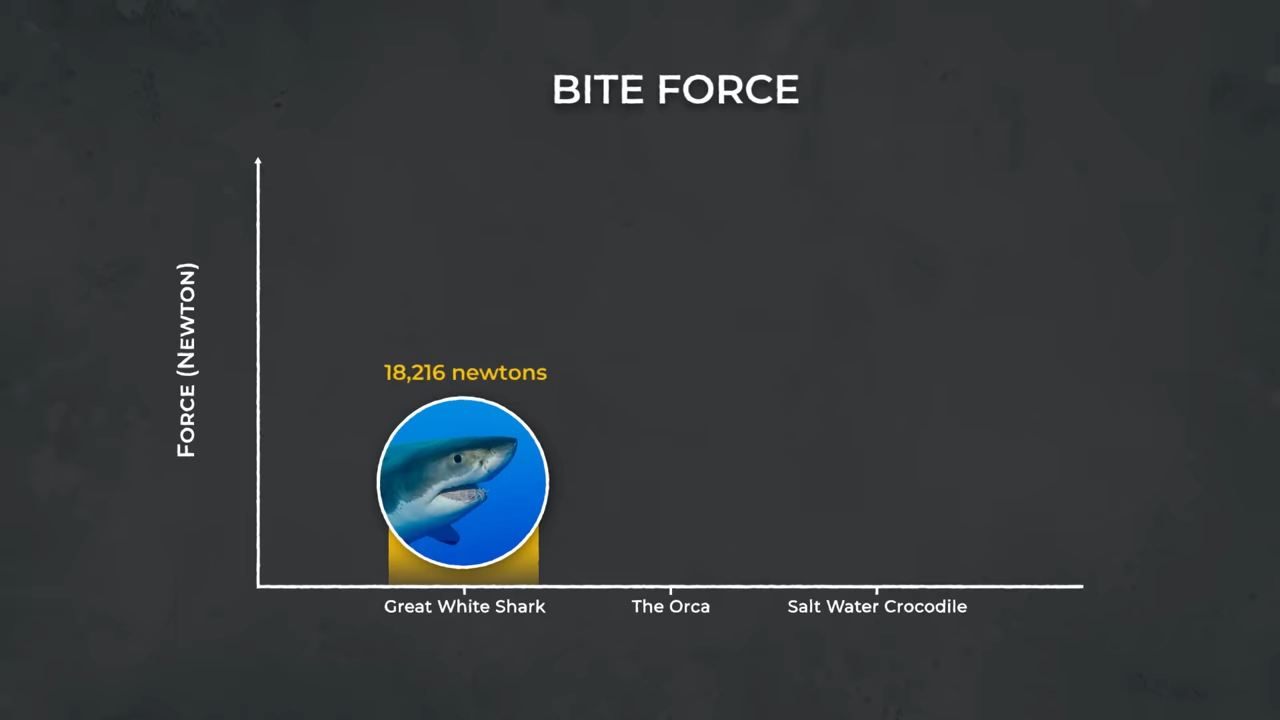 BITE FORCE
FORCE (NEWTON)
18,216 newtons
Great White Shark
The Orca
Salt Water Crocodile